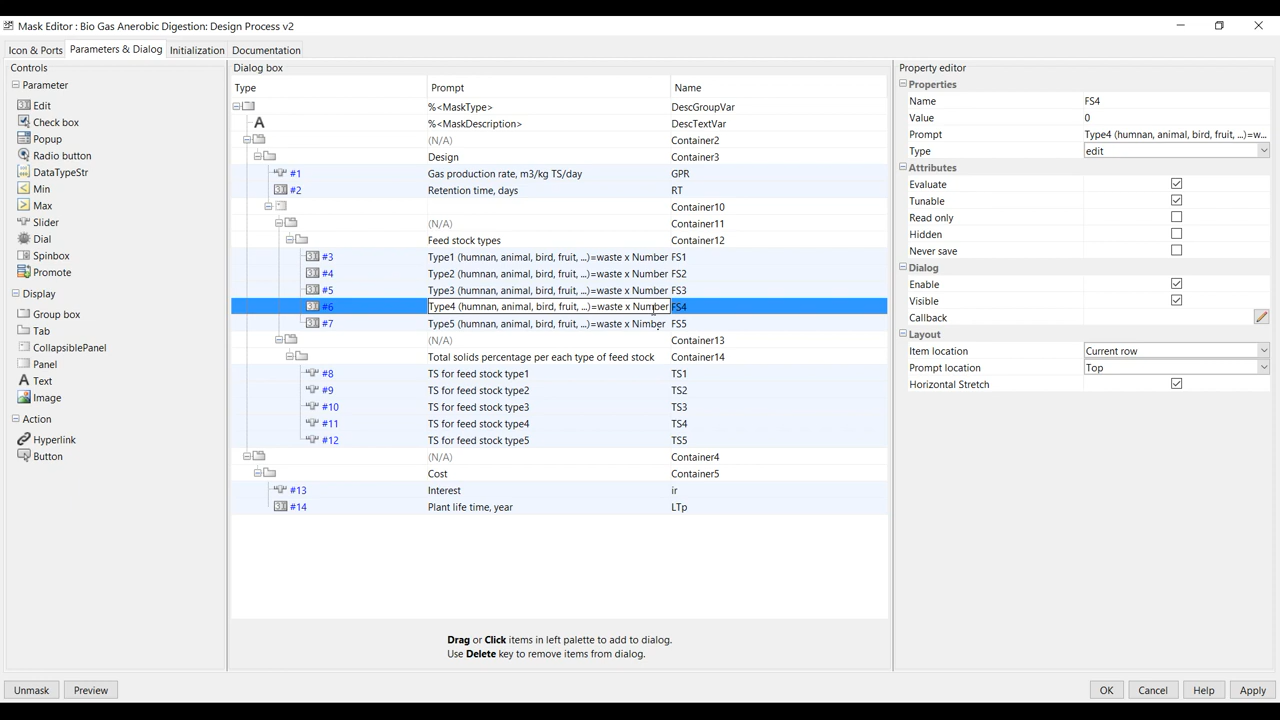 Mask Editor : Bio Gas Anerobic Digestion: Design Process v2
Icon & Ports Parameters & Dialog Initialization Documentation
Controls
Parameter
Edit
Check box
Popup
Radio button
DataTypeStr
Min
Max
Slider
Dial
Spinbox
Promote
Display
Group box
Tab
CollapsiblePanel
Panel
Text
Image
Action
Hyperlink
Button
Dialog box
Type Prompt Name
%<MaskType> DescGroupVar
A %<MaskDescription> DescTextVar
(N/A) Container2
Design Container3
#1 Gas production rate, m3/kg TS/day GPR
#2 Retention time, days RT
Container10
(N/A) Container11
Feed stock types Container12
#3 Type1 (humnan, animal, bird, fruit, ...)=waste x Number FS1
#4 Type2 (humnan, animal, bird, fruit, ...)=waste x Number FS2
#5 Type3 (humnan, animal, bird, fruit, ...)=waste x Number FS3
#6 Type4 (humnan, animal, bird, fruit, ...)=waste x Number FS4
#7 Type5 (humnan, animal, bird, fruit, ...)=waste x Nimber FS5
(N/A) Container13
Total solids percentage per each type of feed stock Container14
#8 TS for feed stock type1 TS1
#9 TS for feed stock type2 TS2
#10 TS for feed stock type3 TS3
#11 TS for feed stock type4 TS4
#12 TS for feed stock type5 TS5
(N/A) Container4
Cost Container5
#13 Interest ir
#14 Plant life time, year LTp
Drag or Click items in left palette to add to dialog.
Use Delete key to remove items from dialog.
Property editor
Properties
Name FS4
Value 0
Prompt Type4 (humnan, animal, bird, fruit, ...)=w...
Type edit
Attributes
Evaluate
Tunable
Read only
Hidden
Never save
Dialog
Enable
Visible
Callback
Layout
Item location Current row
Prompt location Top
Horizontal Stretch
Unmask Preview OK Cancel Help Apply